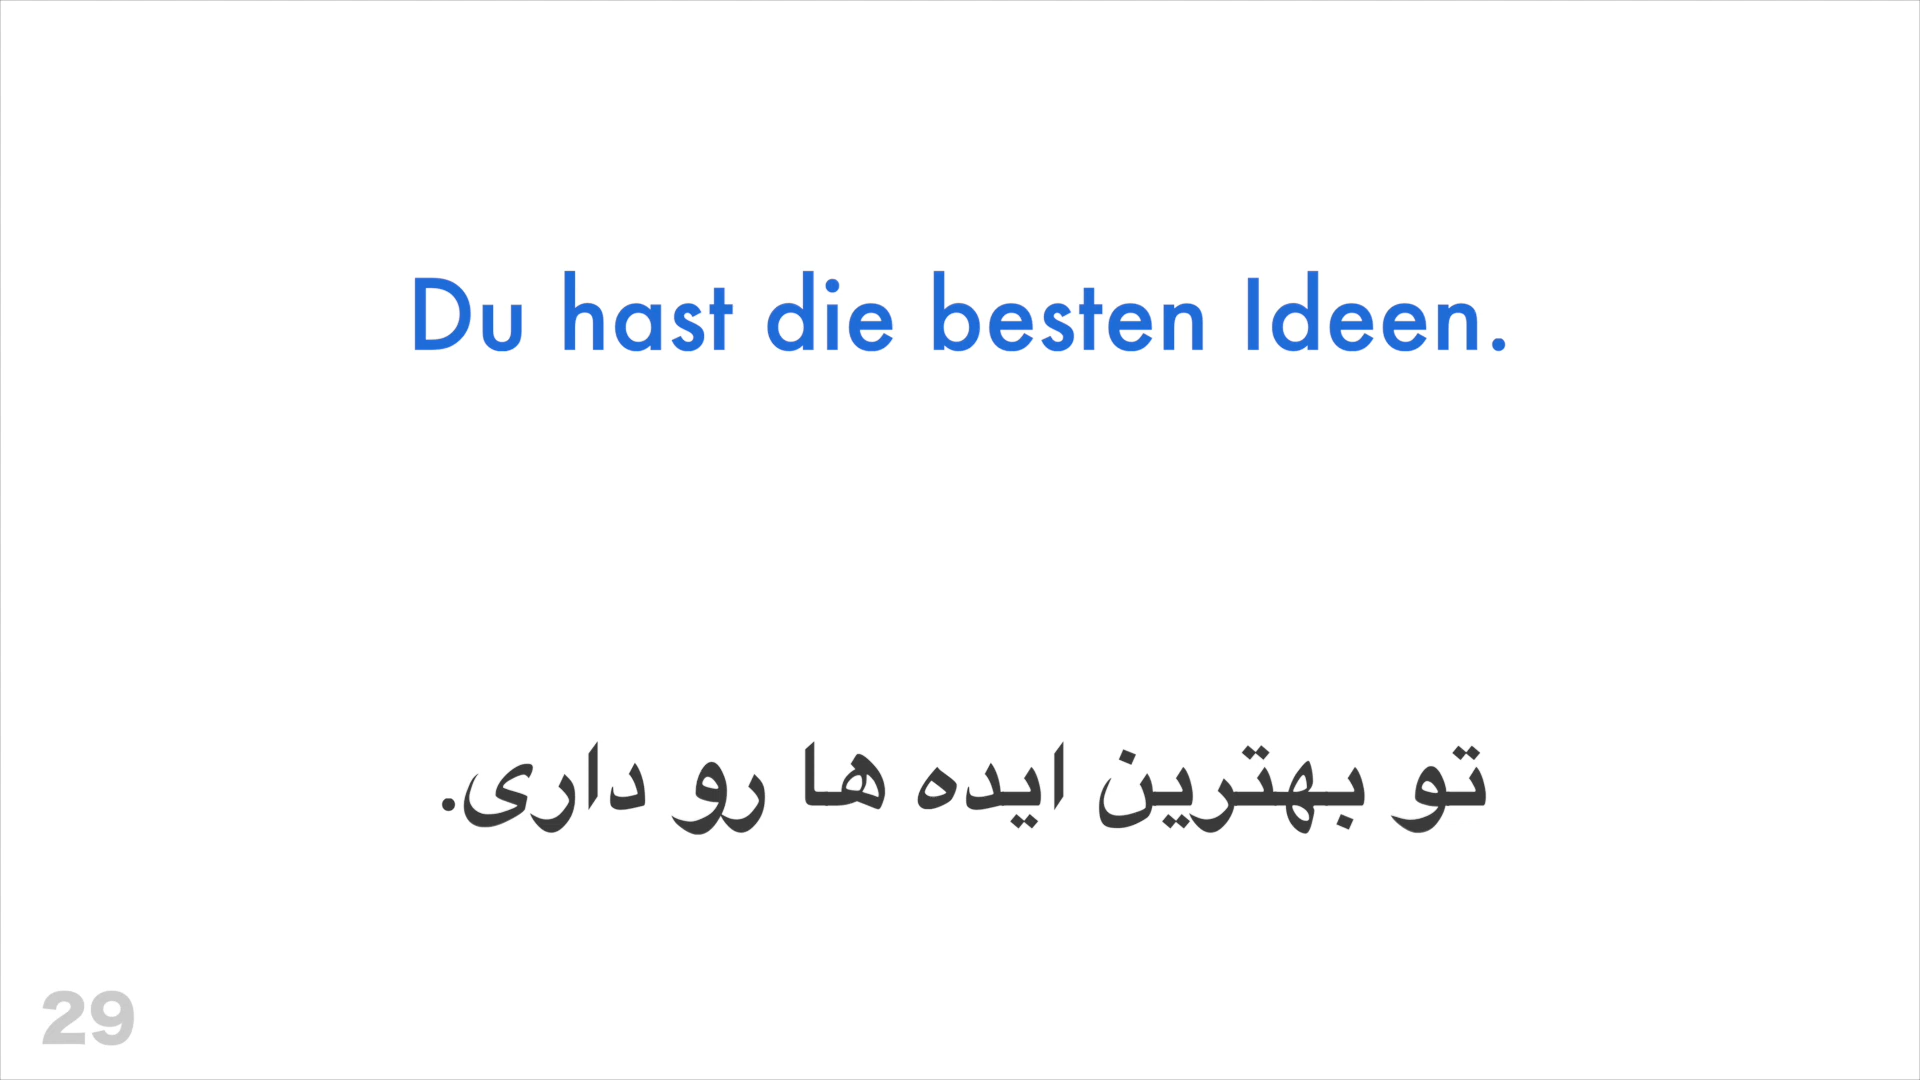 Du hast die besten Ideen.
تو بهترین ایده ها رو داری.
29